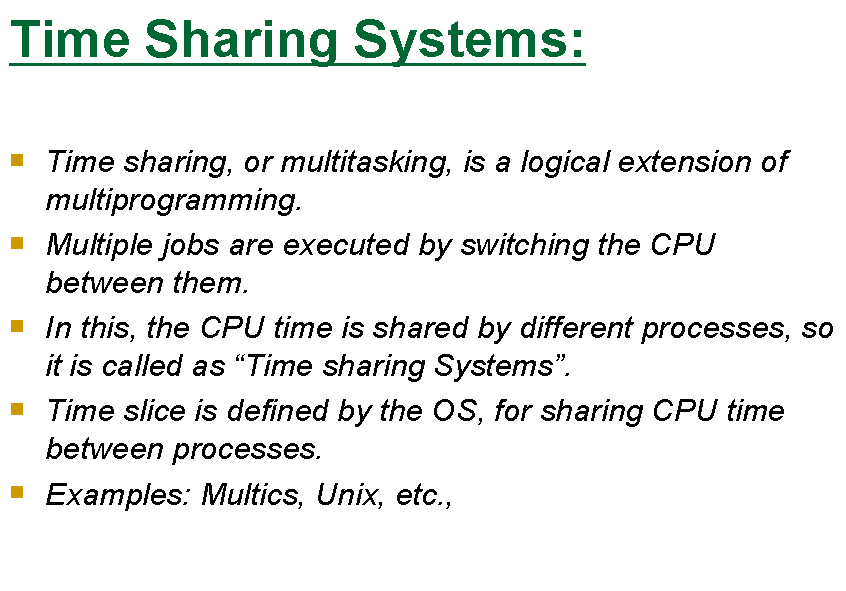 Time Sharing Systems:
Time sharing, or multitasking, is a logical extension of
multiprogramming.
Multiple jobs are executed by switching the CPU
between them.
In this, the CPU time is shared by different processes, so
it is called as “Time sharing Systems”.
Time slice is defined by the OS, for sharing CPU time
between processes.
Examples: Multics, Unix, etc.,